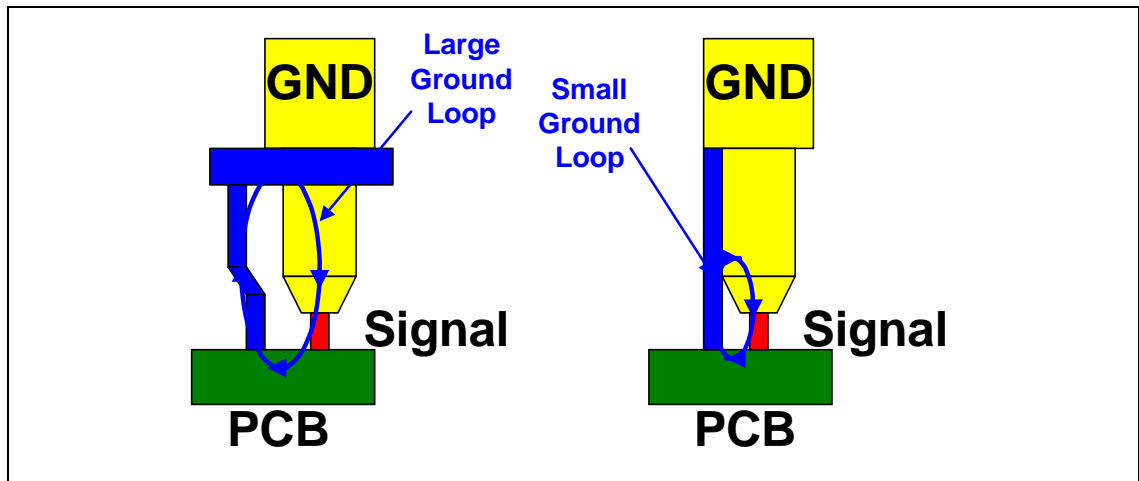 GND
Large
Ground
Loop
Signal
PCB
Small
Ground
Loop
GND
Signal
PCB